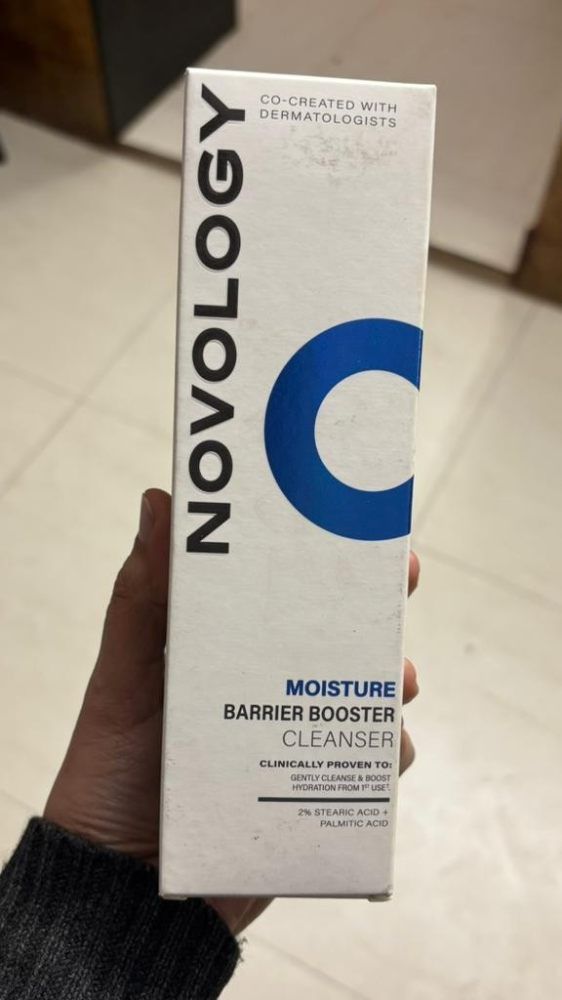 NOVOLOGY
CO-CREATED WITH
DERMATOLOGISTS
MOISTURE
BARRIER BOOSTER
CLEANSER
CLINICALLY PROVEN TO:
GENTLY CLEANSE & BOOST
HYDRATION FROM 1ST USE†.
2% STEARIC ACID +
PALMITIC ACID